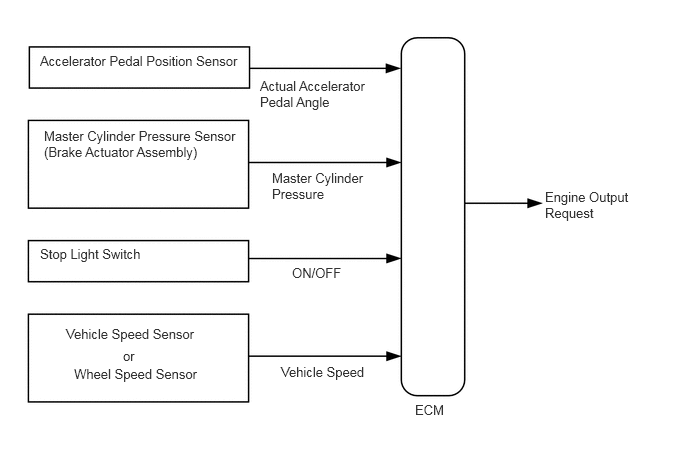 Accelerator Pedal Position Sensor
Actual Accelerator
Pedal Angle
Master Cylinder Pressure Sensor
(Brake Actuator Assembly)
Master Cylinder
Pressure
Engine Output
Request
Stop Light Switch
ON/OFF
Vehicle Speed Sensor
or
Wheel Speed Sensor
Vehicle Speed
ECM